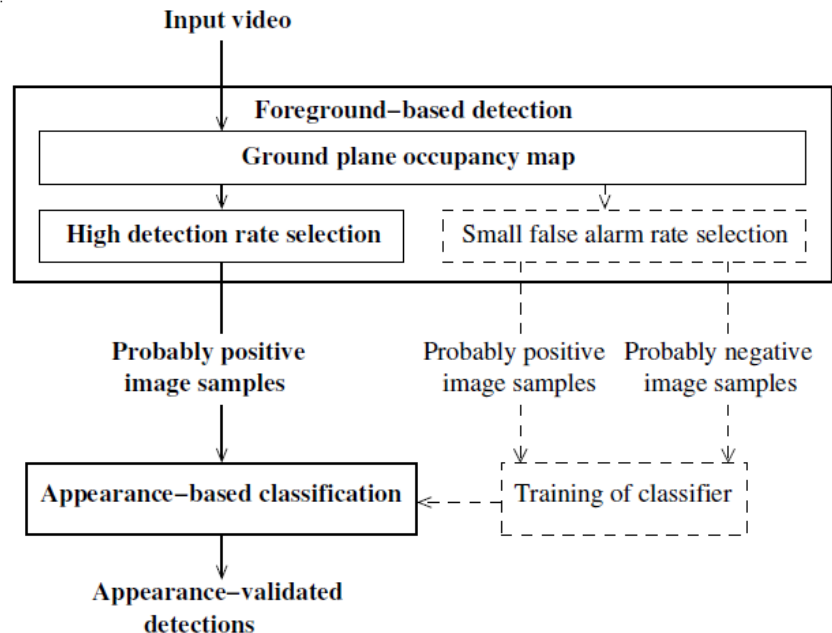 Input video
Foreground-based detection
Ground plane occupancy map
High detection rate selection
Small false alarm rate selection
Probably positive
image samples
Probably positive
image samples
Probably negative
image samples
Appearance-based classification
Training of classifier
Appearance-validated
detections